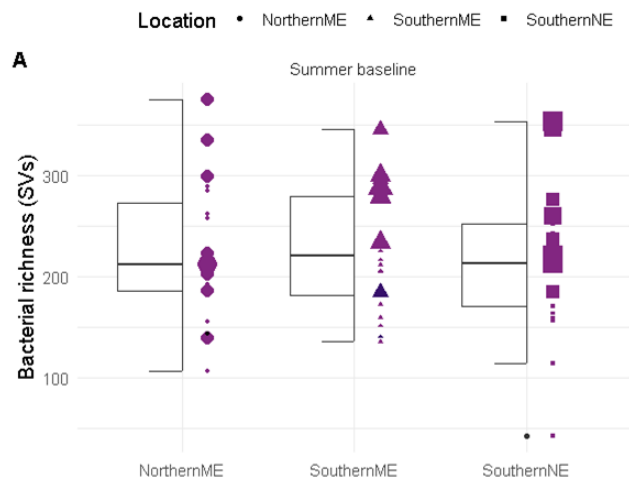 Location NorthernME SouthernME SouthernNE
A
Summer baseline
Bacterial richness (SVs)
300
200
100
NorthernME SouthernME SouthernNE